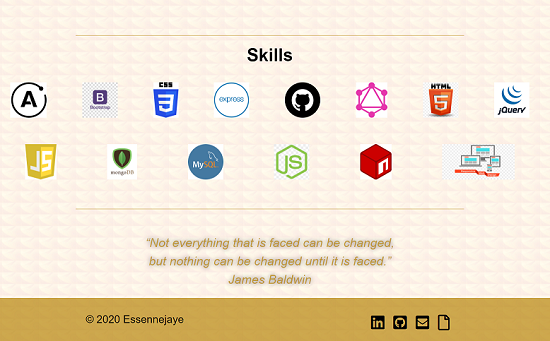 Skills
A
B
Bootstrap
CSS
3
express
HTML
5
jQuery
JS
mongoDB
MySQL
JS
n
“Not everything that is faced can be changed,
but nothing can be changed until it is faced.”
James Baldwin
© 2020 Essennejaye
in